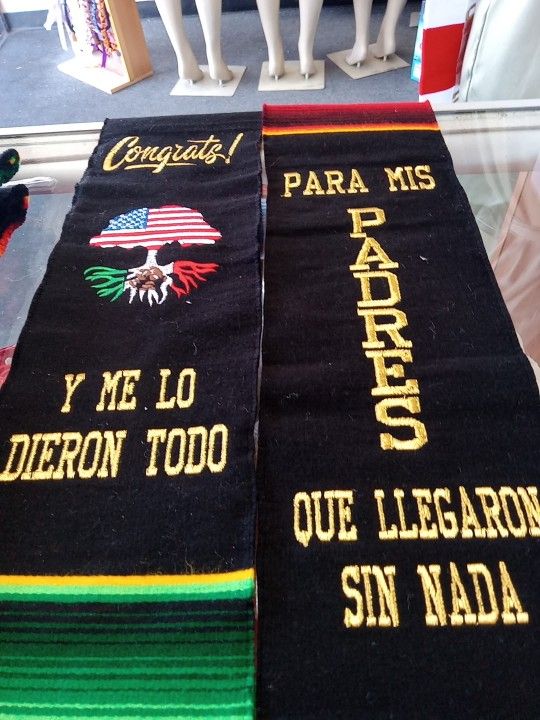 Congrats!
Y ME LO
DIERON TODO
PARA MIS
PADRES
QUE LLEGARON
SIN NADA